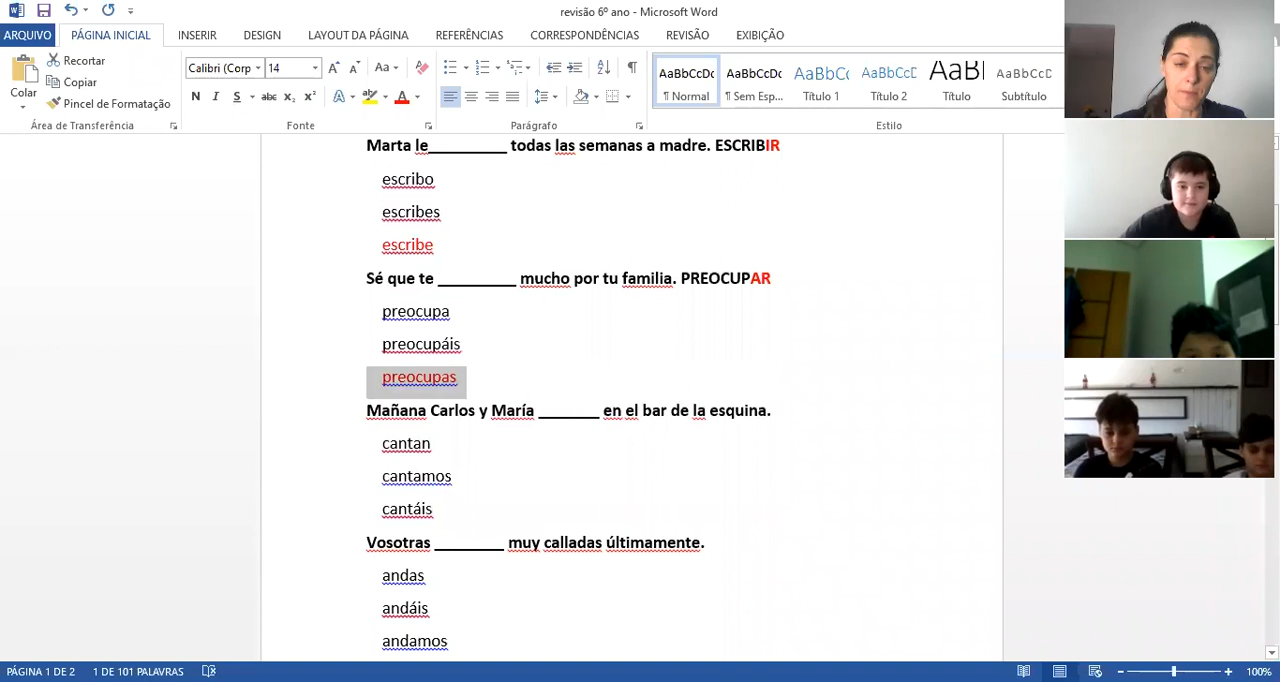 revisão 6º ano - Microsoft Word
ARQUIVO PÁGINA INICIAL INSERIR DESIGN LAYOUT DA PÁGINA REFERÊNCIAS CORRESPONDÊNCIAS REVISÃO EXIBIÇÃO
Colar
Recortar
Copiar
Pincel de Formatação
Área de Transferência
Calibri (Corp 14
N I S abc x₂ x² A
Fonte
Parágrafo
AaBbCcDc AaBbCcDc AaBbCc AaBbCcD AaBl AaBbCcD
¶ Normal ¶ Sem Esp... Título 1 Título 2 Título Subtítulo
Estilo
Marta le_________ todas las semanas a madre. ESCRIBIR
escribo
escribes
escribe
Sé que te _________ mucho por tu familia. PREOCUPAR
preocupa
preocupáis
preocupas
Mañana Carlos y María _______ en el bar de la esquina.
cantan
cantamos
cantáis
Vosotras ________ muy calladas últimamente.
andas
andáis
andamos
PÁGINA 1 DE 2 1 DE 101 PALAVRAS 100%